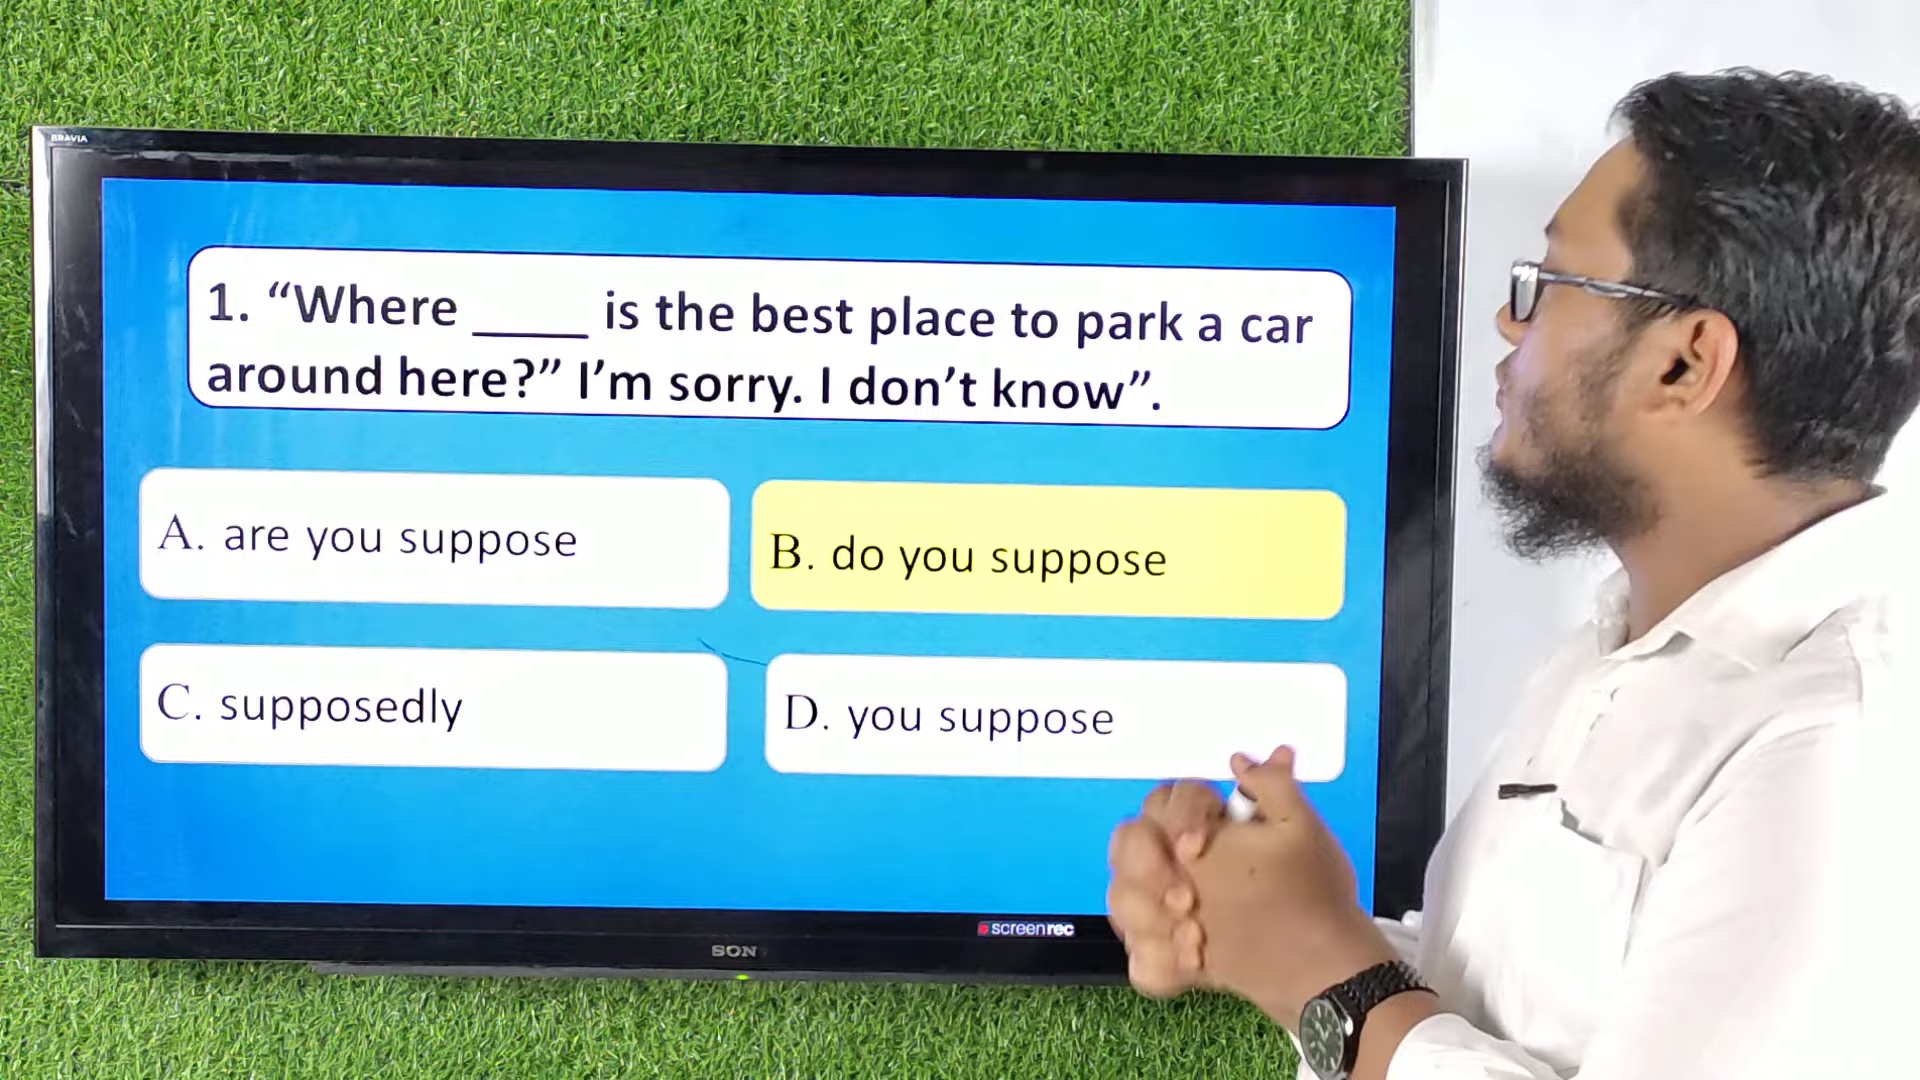 BRAVIA
1. “Where _____ is the best place to park a car
around here?” I’m sorry. I don’t know”.
A. are you suppose
B. do you suppose
C. supposedly
D. you suppose
screenrec
SONY